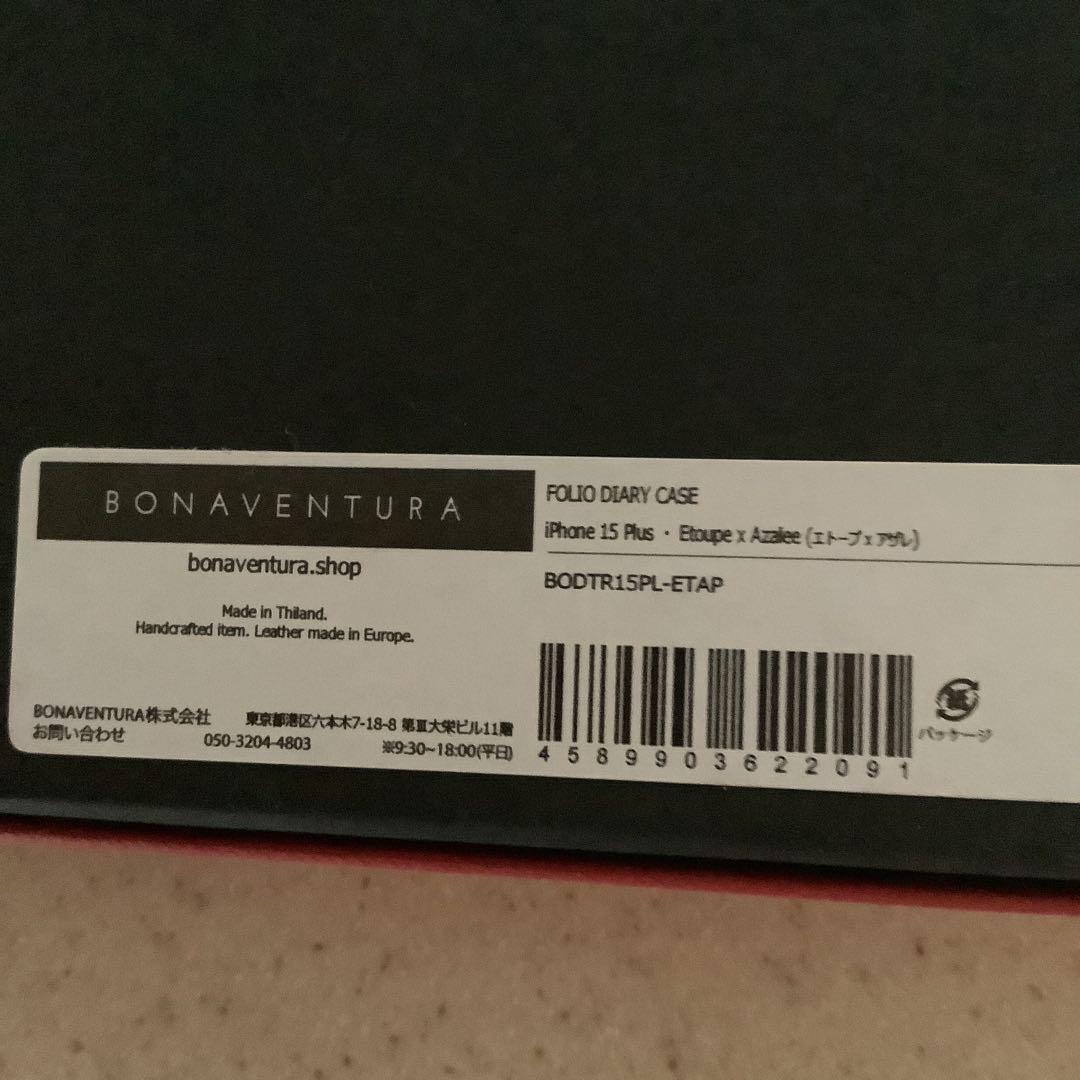 BONAVENTURA
bonaventura.shop
Made in Thiland.
Handcrafted item. Leather made in Europe.
BONAVENTURA株式会社 東京都港区六本木7-18-8 第Ⅲ大栄ビル11階
お問い合わせ 050-3204-4803 ※9:30~18:00(平日)
FOLIO DIARY CASE
iPhone 15 Plus・Etoupe x Azalee (エトープ x アザレ)
BODTR15PL-ETAP
4589903622091
パッケージ